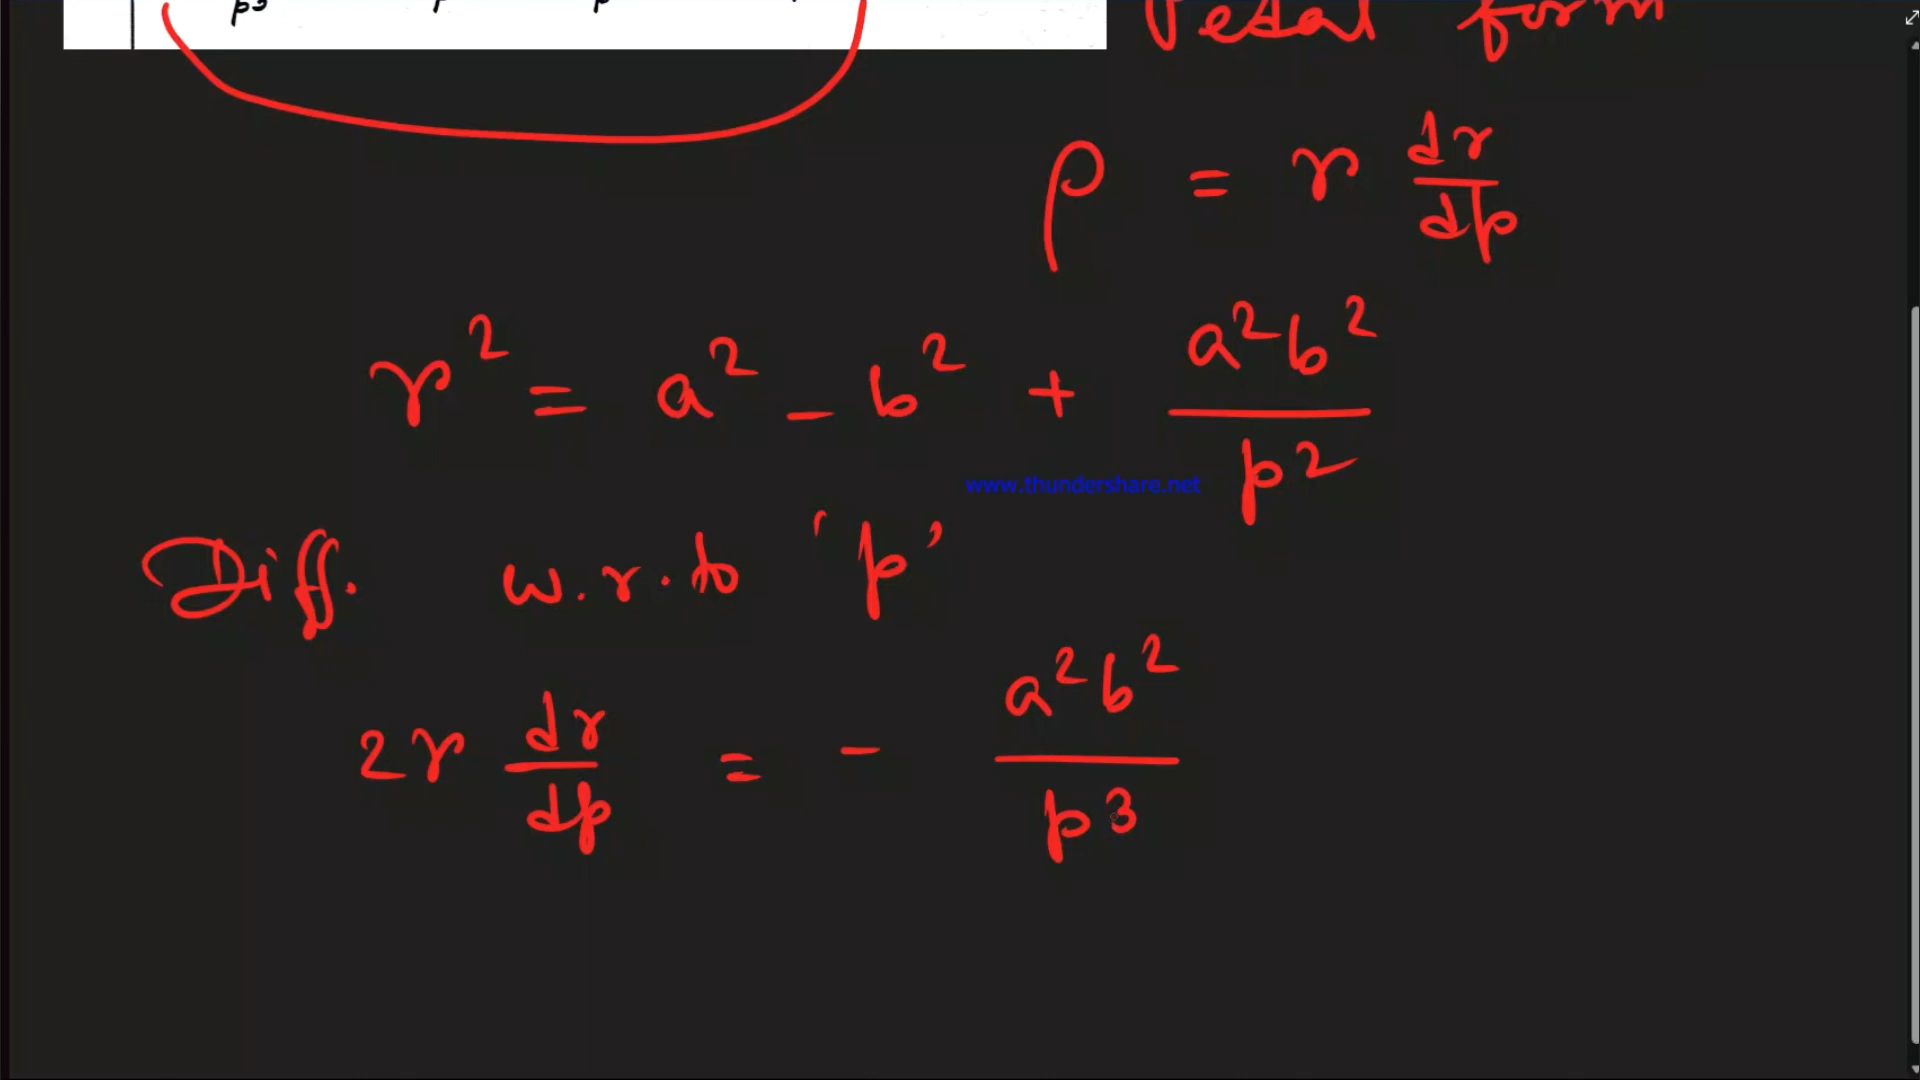 p3
Pedal form
ρ = r dr/dp
r² = a² - b² + a²b²/p²
www.thundershare.net
Diff. w.r.to 'p'
2r dr/dp = - a²b²/p3